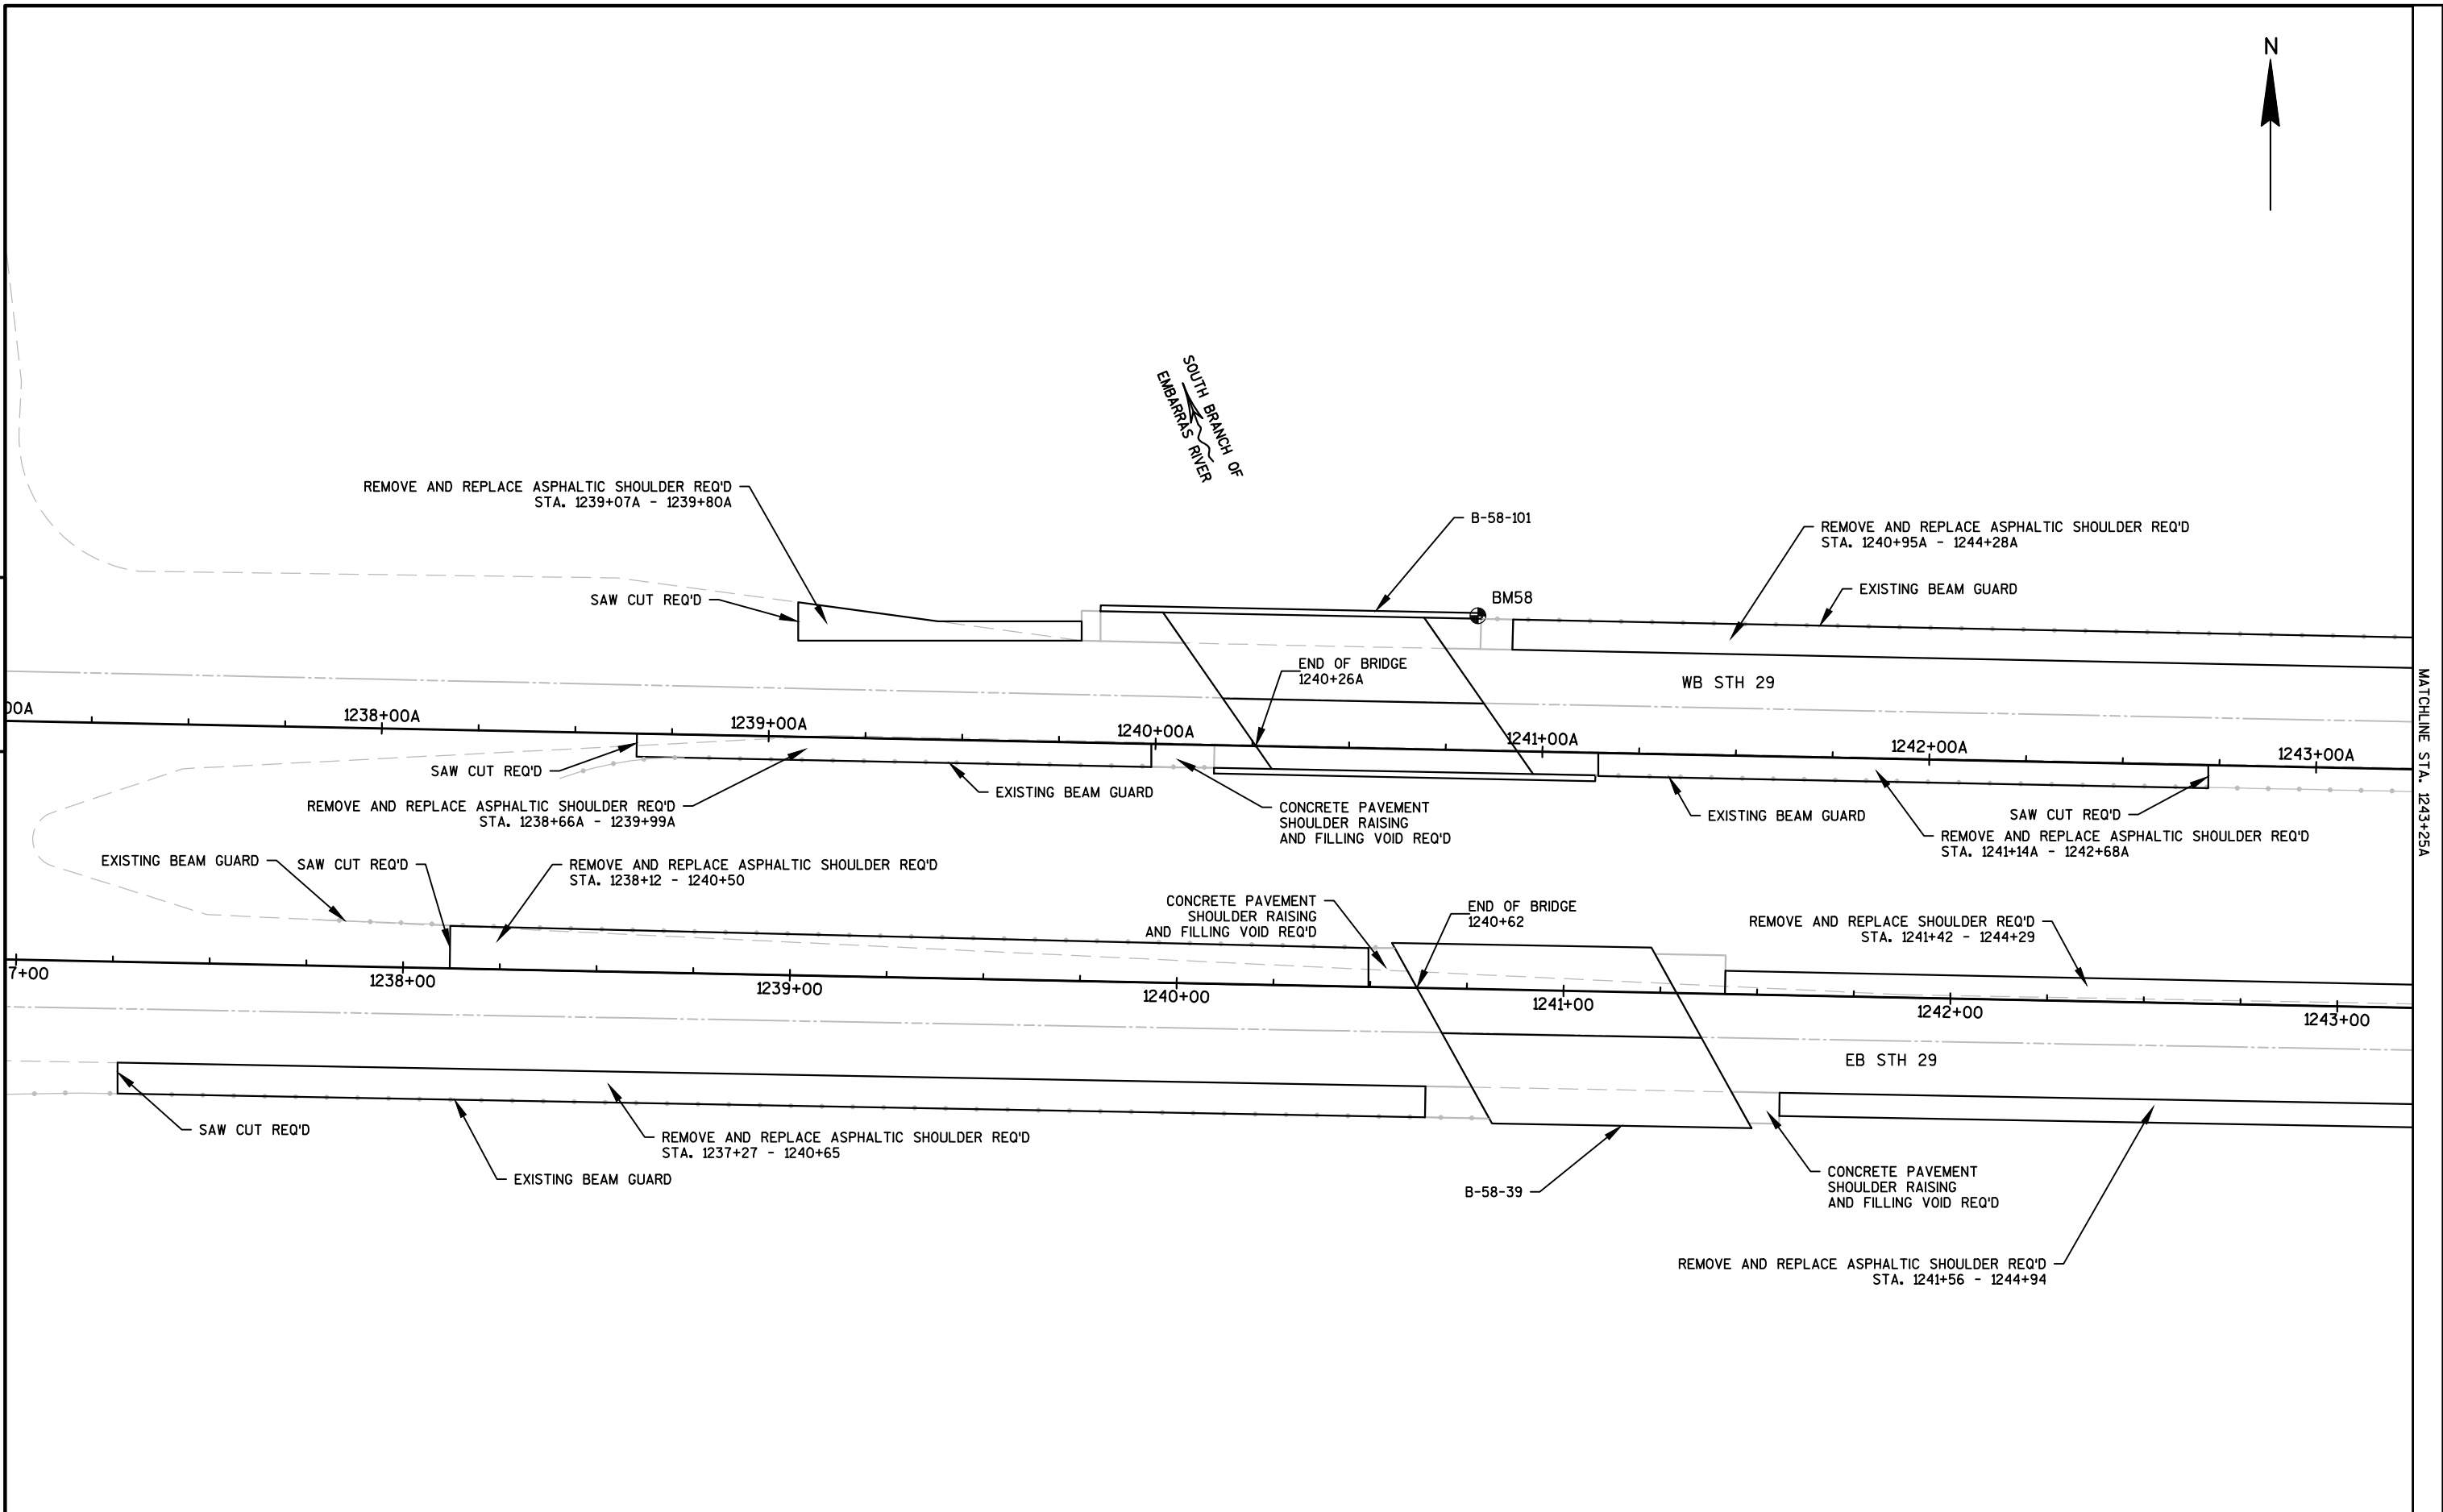 N
SOUTH BRANCH OF
EMBARRAS RIVER
REMOVE AND REPLACE ASPHALTIC SHOULDER REQ'D
STA. 1239+07A - 1239+80A
B-58-101
REMOVE AND REPLACE ASPHALTIC SHOULDER REQ'D
STA. 1240+95A - 1244+28A
SAW CUT REQ'D
BM58
EXISTING BEAM GUARD
END OF BRIDGE
1240+26A
WB STH 29
MATCHLINE STA. 1243+25A
00A
1238+00A
1239+00A
1240+00A
1241+00A
1242+00A
1243+00A
SAW CUT REQ'D
EXISTING BEAM GUARD
REMOVE AND REPLACE ASPHALTIC SHOULDER REQ'D
STA. 1238+66A - 1239+99A
CONCRETE PAVEMENT
SHOULDER RAISING
AND FILLING VOID REQ'D
EXISTING BEAM GUARD
SAW CUT REQ'D
REMOVE AND REPLACE ASPHALTIC SHOULDER REQ'D
STA. 1241+14A - 1242+68A
EXISTING BEAM GUARD
SAW CUT REQ'D
REMOVE AND REPLACE ASPHALTIC SHOULDER REQ'D
STA. 1238+12 - 1240+50
CONCRETE PAVEMENT
SHOULDER RAISING
AND FILLING VOID REQ'D
END OF BRIDGE
1240+62
REMOVE AND REPLACE SHOULDER REQ'D
STA. 1241+42 - 1244+29
7+00
1238+00
1239+00
1240+00
1241+00
1242+00
1243+00
EB STH 29
SAW CUT REQ'D
REMOVE AND REPLACE ASPHALTIC SHOULDER REQ'D
STA. 1237+27 - 1240+65
EXISTING BEAM GUARD
B-58-39
CONCRETE PAVEMENT
SHOULDER RAISING
AND FILLING VOID REQ'D
REMOVE AND REPLACE ASPHALTIC SHOULDER REQ'D
STA. 1241+56 - 1244+94